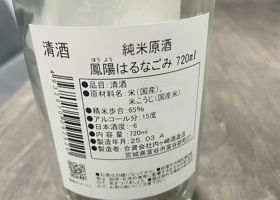 清酒
純米原酒
ほうよう
鳳陽はるなごみ 720ml
●品目:清酒
●原材料名:米(国産)、
米こうじ(国産米)
●精米歩合:65%
●アルコール分:15度
●日本酒度:-6
●内容量:720ml
●製造年月:25.03 A
●製造者:合資会社内ヶ崎酒造店
宮城県富谷市富谷新町